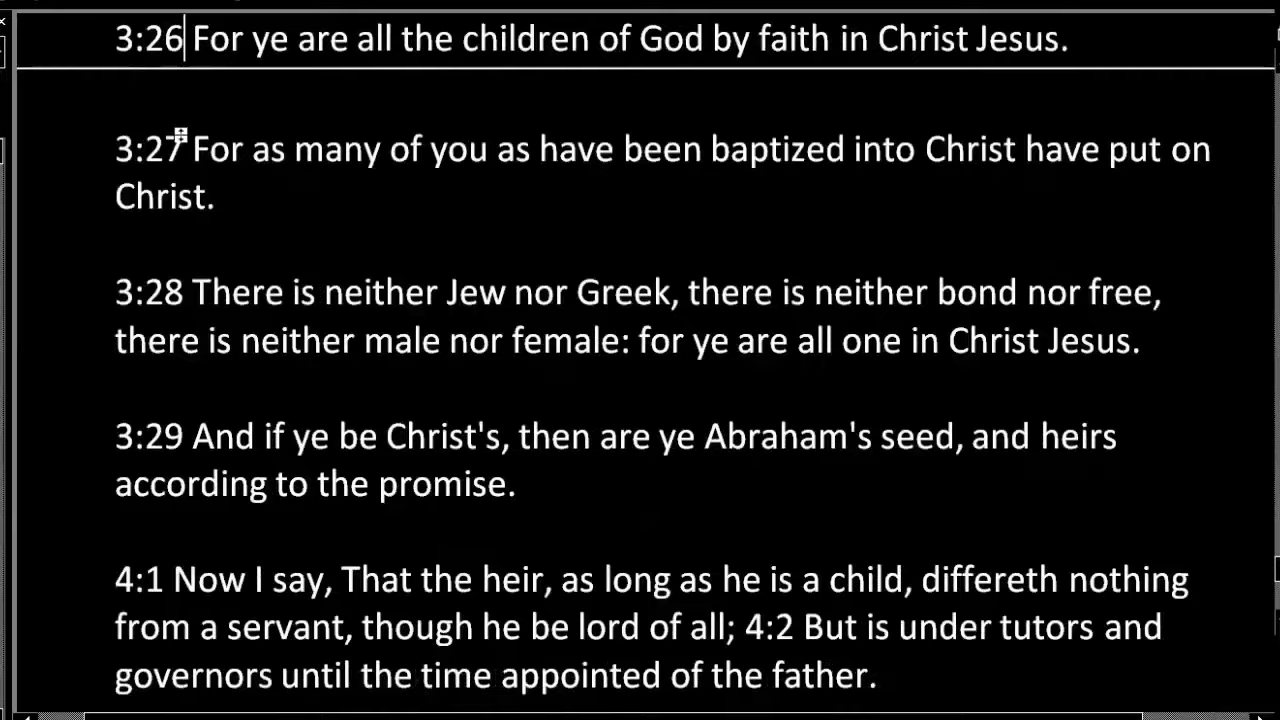 3:26 For ye are all the children of God by faith in Christ Jesus.
3:27 For as many of you as have been baptized into Christ have put on
Christ.
3:28 There is neither Jew nor Greek, there is neither bond nor free,
there is neither male nor female: for ye are all one in Christ Jesus.
3:29 And if ye be Christ's, then are ye Abraham's seed, and heirs
according to the promise.
4:1 Now I say, That the heir, as long as he is a child, differeth nothing
from a servant, though he be lord of all; 4:2 But is under tutors and
governors until the time appointed of the father.